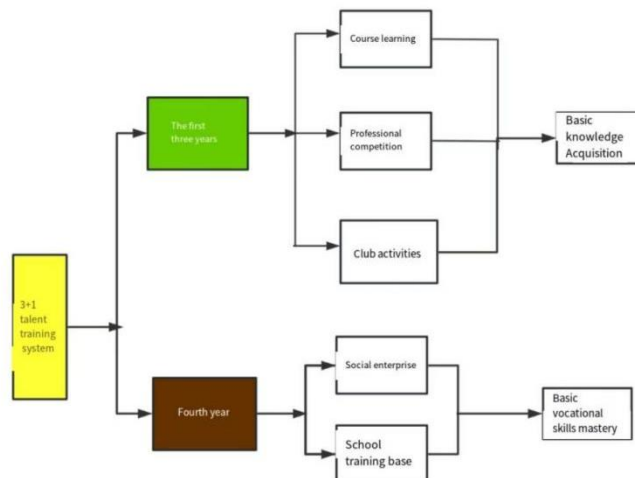 Course learning
The first
three years
Professional
competition
Basic
knowledge
Acquisition
Club activities
3+1
talent
training
system
Social enterprise
Fourth year
School
training base
Basic
vocational
skills mastery